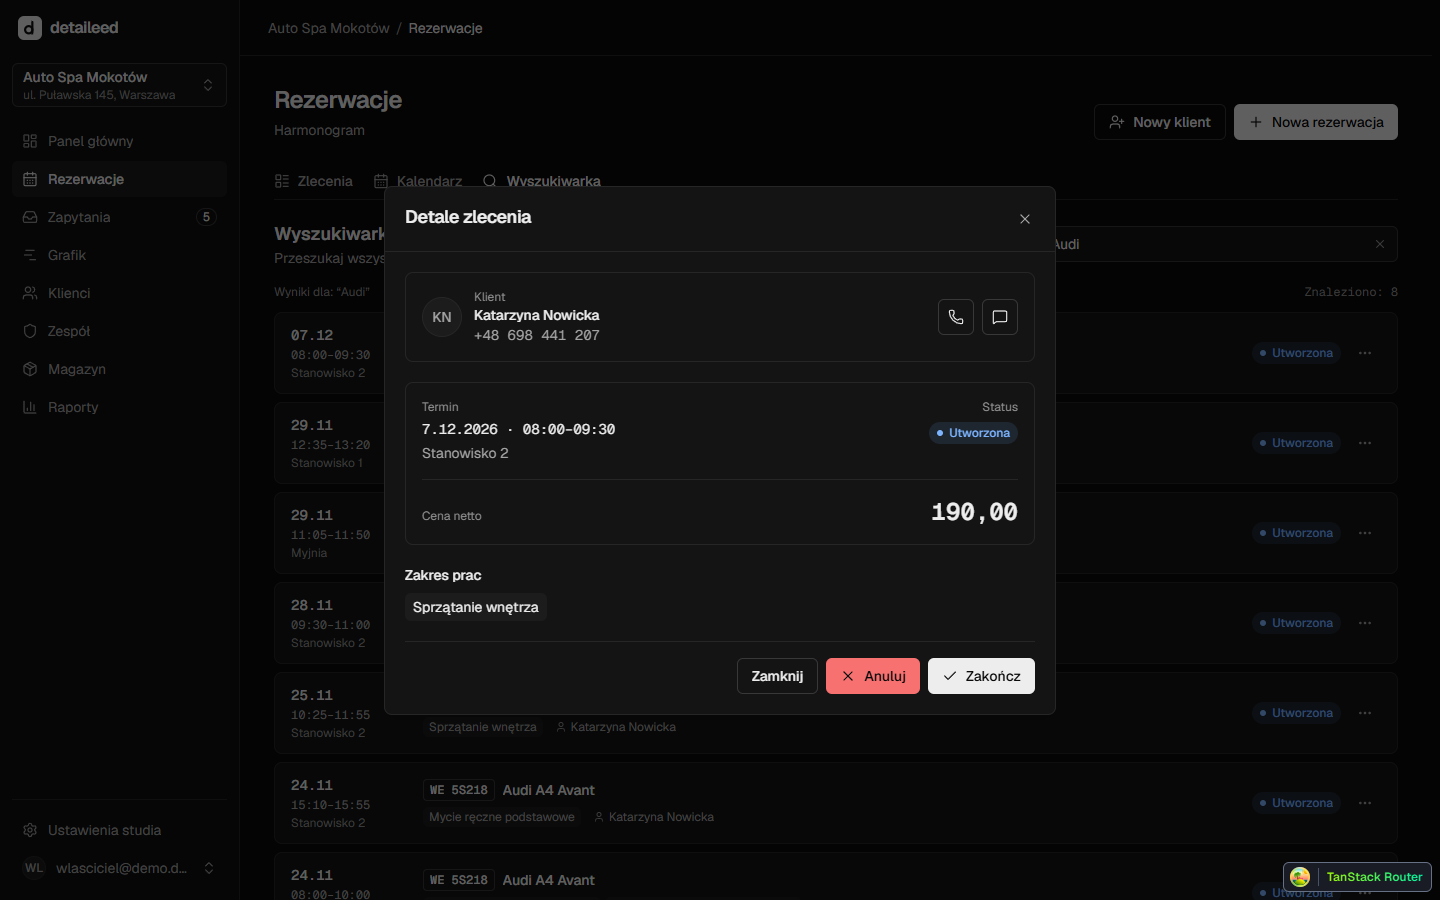 detaileed
Auto Spa Mokotów / Rezerwacje
Auto Spa Mokotów
ul. Puławska 145, Warszawa
Panel główny
Rezerwacje
Zapytania 5
Grafik
Klienci
Zespół
Magazyn
Raporty
Ustawienia studia
WL wlasciciel@demo.d...
Rezerwacje
Harmonogram
Nowy klient
Nowa rezerwacja
Zlecenia Kalendarz Wyszukiwarka
Audi
Wyniki dla: “Audi”
Znaleziono: 8
07.12
08:00–09:30
Stanowisko 2
Utworzona
29.11
12:35–13:20
Stanowisko 1
Utworzona
29.11
11:05–11:50
Myjnia
Utworzona
28.11
09:30–11:00
Stanowisko 2
Utworzona
25.11
10:25–11:55
Stanowisko 2
Sprzątanie wnętrza Katarzyna Nowicka
Utworzona
24.11
15:10–15:55
Stanowisko 2
WE 5S218 Audi A4 Avant
Mycie ręczne podstawowe Katarzyna Nowicka
Utworzona
24.11
08:00–10:00
WE 5S218 Audi A4 Avant
Utworzona
Detale zlecenia
KN
Klient
Katarzyna Nowicka
+48 698 441 207
Termin
7.12.2026 · 08:00–09:30
Stanowisko 2
Status
Utworzona
Cena netto
190,00
Zakres prac
Sprzątanie wnętrza
Zamknij
Anuluj
Zakończ
TanStack Router